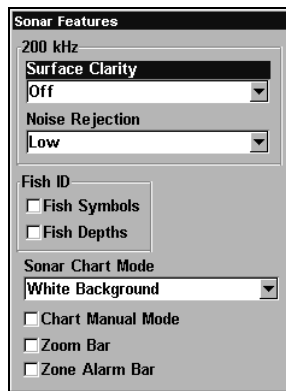 Sonar Features
200 kHz
Surface Clarity
Off
Noise Rejection
Low
Fish ID
Fish Symbols
Fish Depths
Sonar Chart Mode
White Background
Chart Manual Mode
Zoom Bar
Zone Alarm Bar